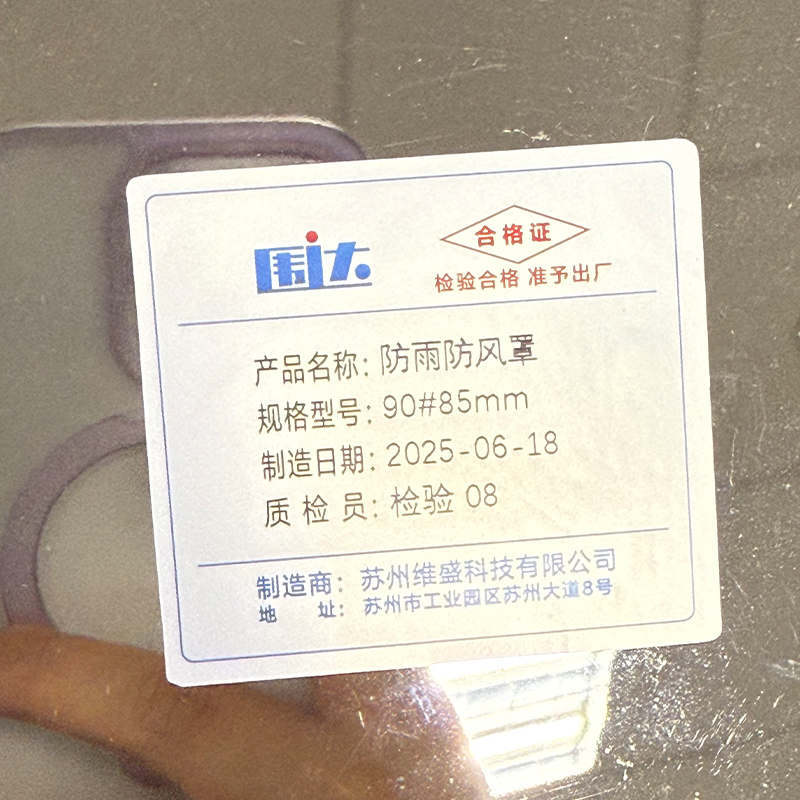 围达
合格证
检验合格 准予出厂
产品名称：防雨防风罩
规格型号：90#85mm
制造日期：2025-06-18
质检员：检验 08
制造商：苏州维盛科技有限公司
地址：苏州市工业园区苏州大道8号